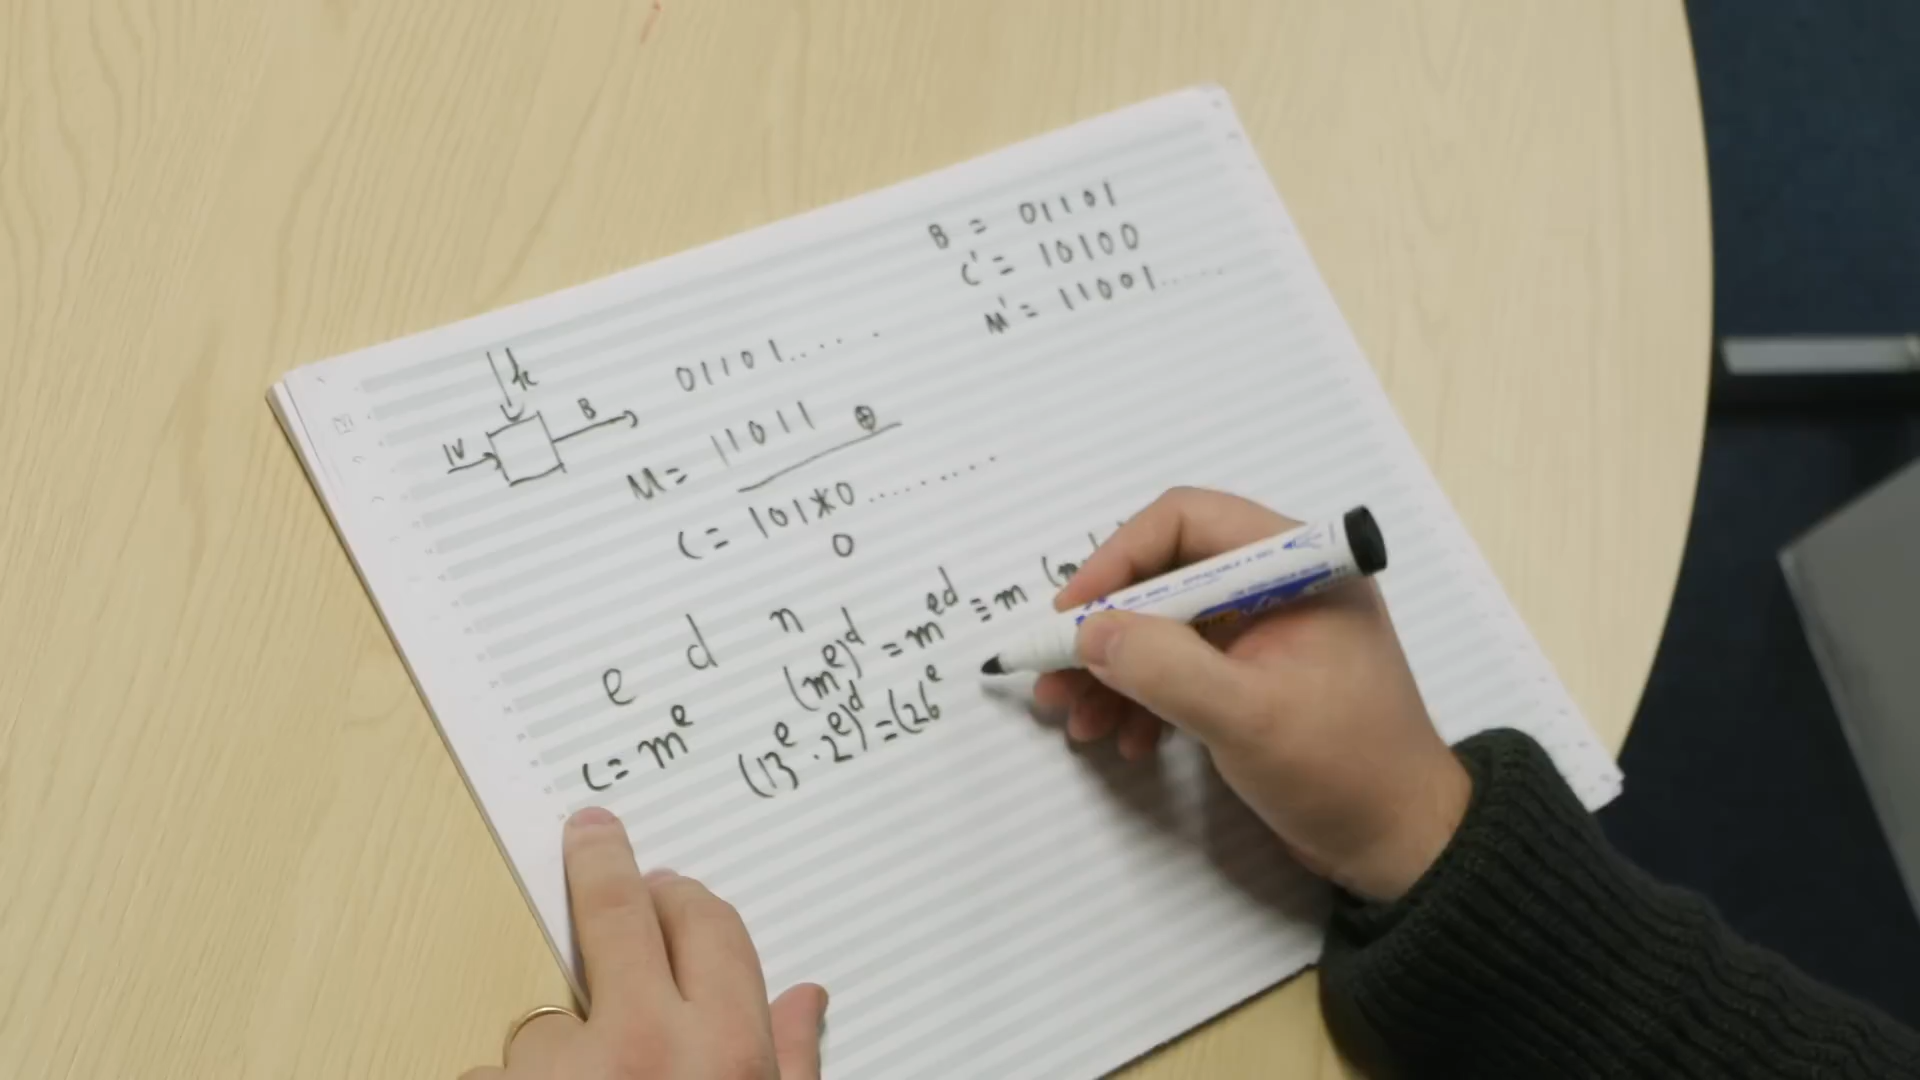 B = 01101
C' = 10100
M' = 11001.....
k
IV
B
01101......
M = 11011 ⊕
C = 101*0.........
0
e d n
(m^e)^d = m^ed ≡ m (m
C = m^e
(13^e · 2^e)^d = (26^e